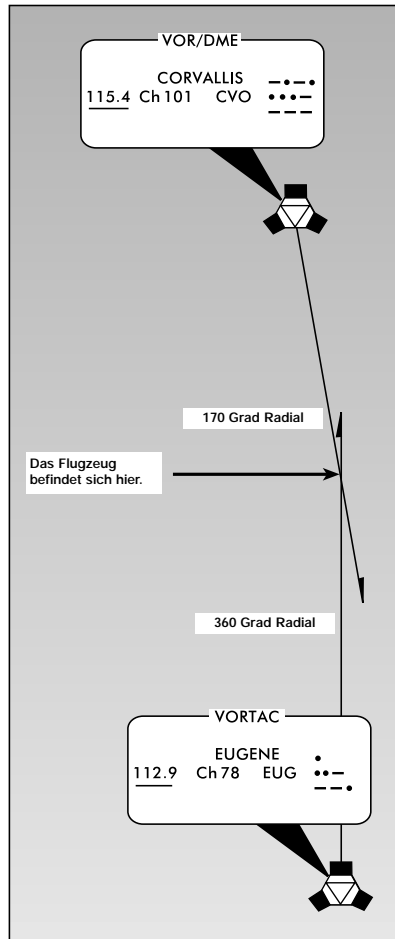 VOR/DME
CORVALLIS
115.4 Ch 101 CVO
170 Grad Radial
Das Flugzeug
befindet sich hier.
360 Grad Radial
VORTAC
EUGENE
112.9 Ch 78 EUG